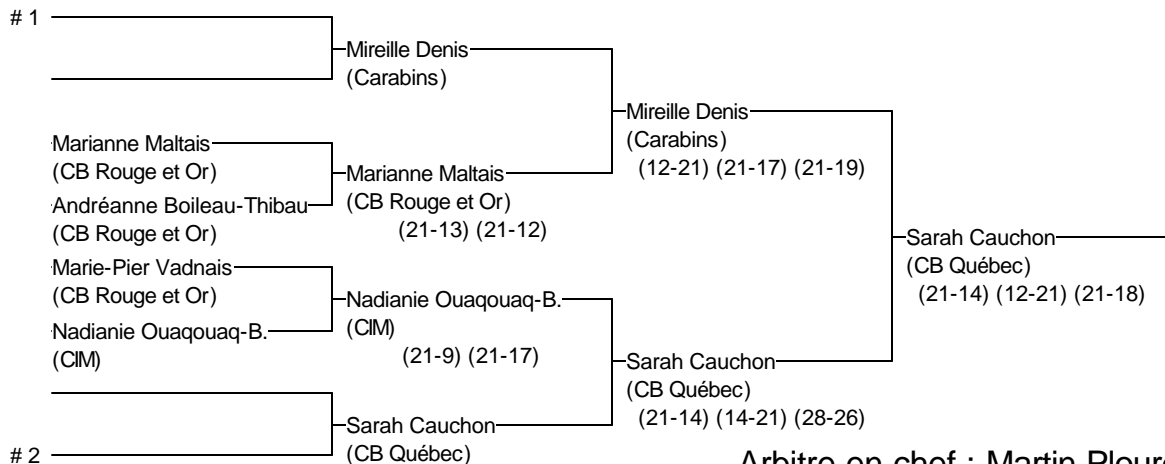 # 1
Mireille Denis
(Carabins)
Mireille Denis
(Carabins)
(12-21) (21-17) (21-19)
Marianne Maltais
(CB Rouge et Or)
Marianne Maltais
(CB Rouge et Or)
(21-13) (21-12)
Andréanne Boileau-Thibau
(CB Rouge et Or)
Sarah Cauchon
(CB Québec)
(21-14) (12-21) (21-18)
Marie-Pier Vadnais
(CB Rouge et Or)
Nadianie Ouaqouaq-B.
(CIM)
(21-9) (21-17)
Nadianie Ouaqouaq-B.
(CIM)
Sarah Cauchon
(CB Québec)
(21-14) (14-21) (28-26)
Sarah Cauchon
(CB Québec)
# 2
Arbitre en chef : Martin